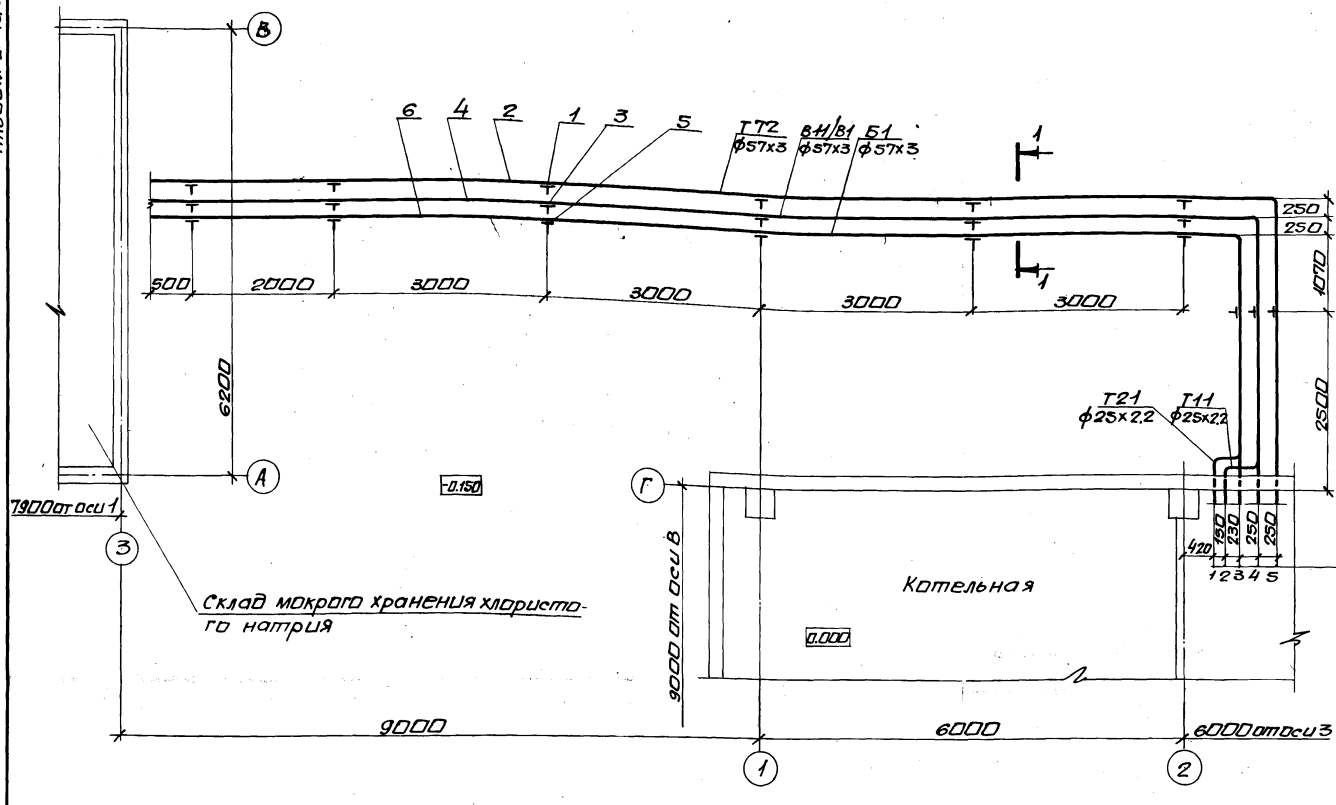 В
6 4 2 1 3 5
ТТ2
ф57х3
В11/В1
ф57х3
Б1
ф57х3
1
250
250
1070
500 2000 3000 3000 3000 3000
1
6200
2500
Т21
ф25х2,2
Т11
ф25х2,2
А
-0.150
Г
7900 от оси 1
3
150 230 250 250
420
1 2 3 4 5
9000 от оси В
Котельная
Склад мокрого хранения хлористо-
го натрия
0.000
9000 6000 6000 от оси 3
1 2